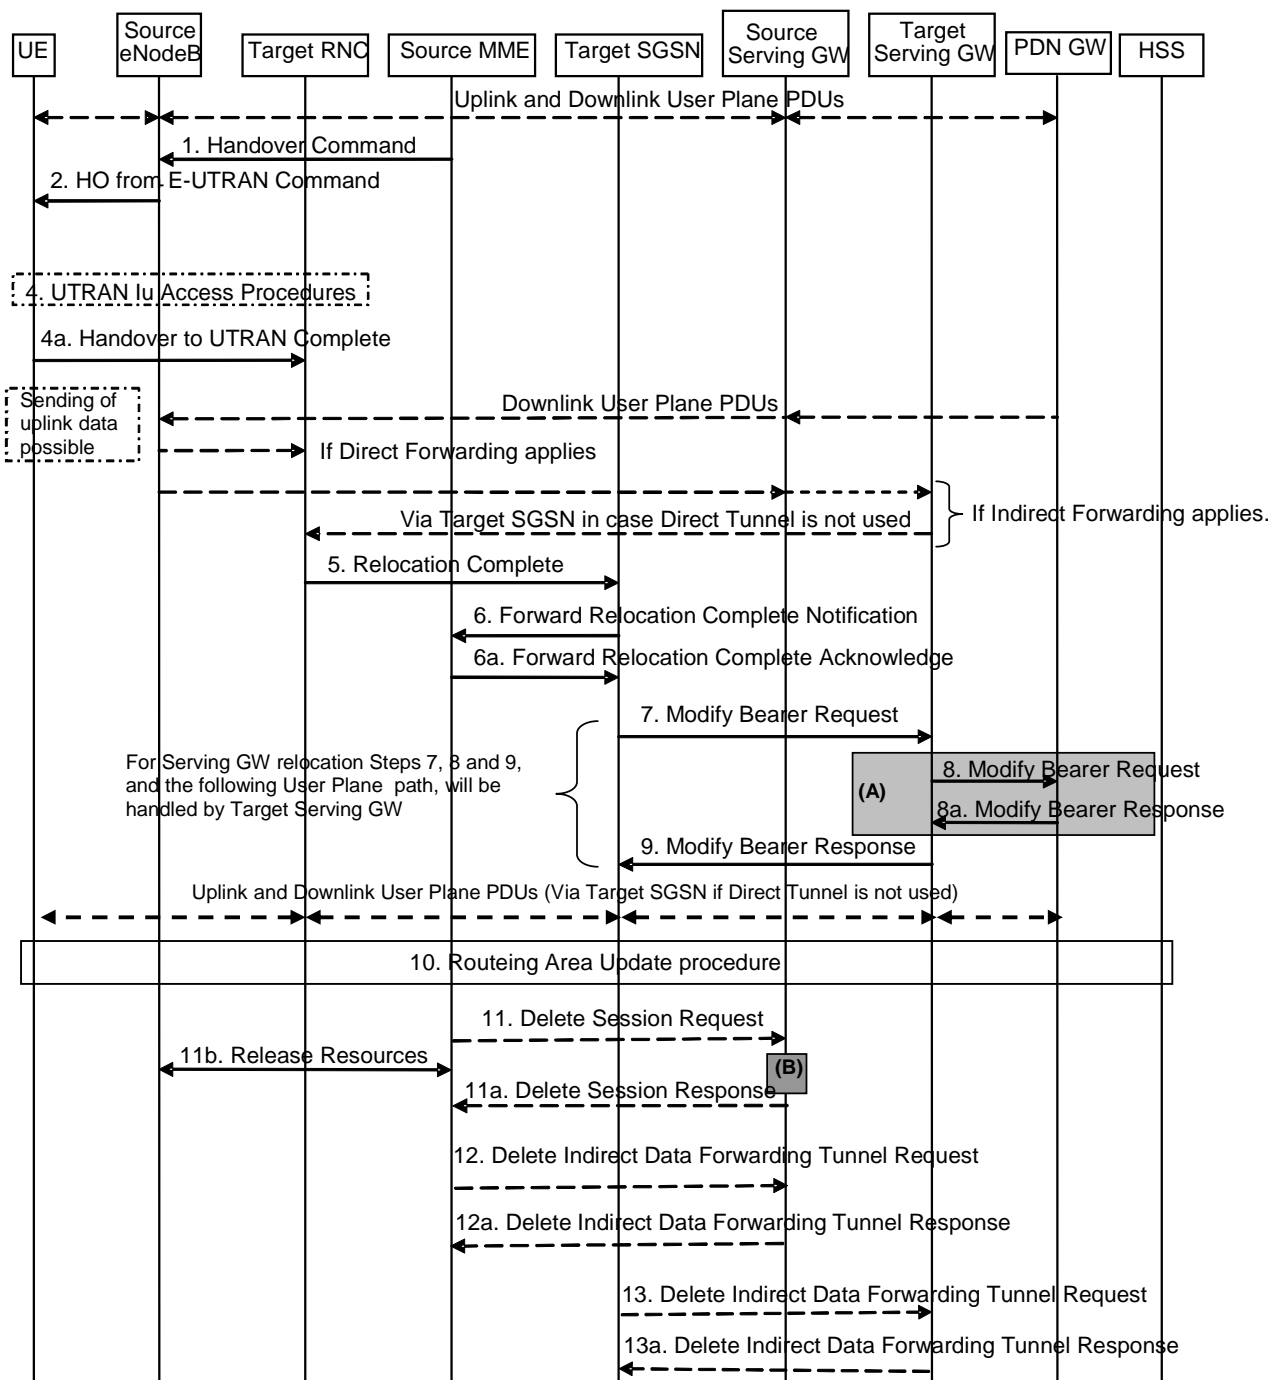 UE
Source
eNodeB
Target RNC
Source MME
Target SGSN
Source
Serving GW
Target
Serving GW
PDN GW
HSS
Uplink and Downlink User Plane PDUs
1. Handover Command
2. HO from E-UTRAN Command
4. UTRAN Iu Access Procedures
4a. Handover to UTRAN Complete
Sending of
uplink data
possible
Downlink User Plane PDUs
If Direct Forwarding applies
Via Target SGSN in case Direct Tunnel is not used
If Indirect Forwarding applies.
5. Relocation Complete
6. Forward Relocation Complete Notification
6a. Forward Relocation Complete Acknowledge
7. Modify Bearer Request
For Serving GW relocation Steps 7, 8 and 9,
and the following User Plane path, will be
handled by Target Serving GW
(A)
8. Modify Bearer Request
8a. Modify Bearer Response
9. Modify Bearer Response
Uplink and Downlink User Plane PDUs (Via Target SGSN if Direct Tunnel is not used)
10. Routeing Area Update procedure
11. Delete Session Request
11b. Release Resources
(B)
11a. Delete Session Response
12. Delete Indirect Data Forwarding Tunnel Request
12a. Delete Indirect Data Forwarding Tunnel Response
13. Delete Indirect Data Forwarding Tunnel Request
13a. Delete Indirect Data Forwarding Tunnel Response